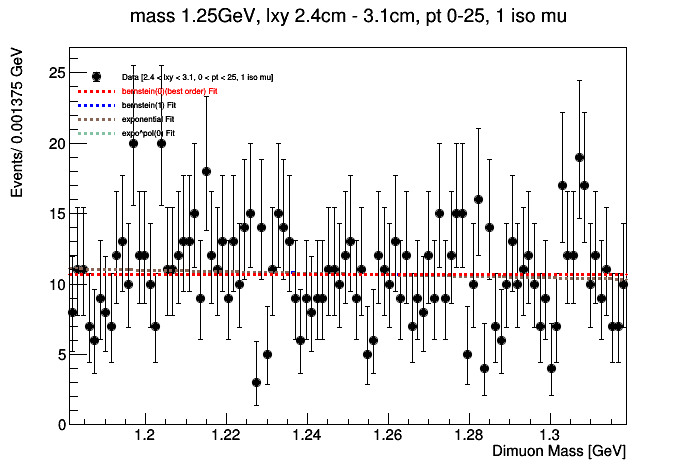 mass 1.25GeV, lxy 2.4cm - 3.1cm, pt 0-25, 1 iso mu
Events/ 0.001375 GeV
25
20
15
10
5
0
Data [2.4 < lxy < 3.1, 0 < pt < 25, 1 iso mu]
bernstein(0)(best order) Fit
bernstein(1) Fit
exponential Fit
expo*pol(0) Fit
1.2 1.22 1.24 1.26 1.28 1.3
Dimuon Mass [GeV]